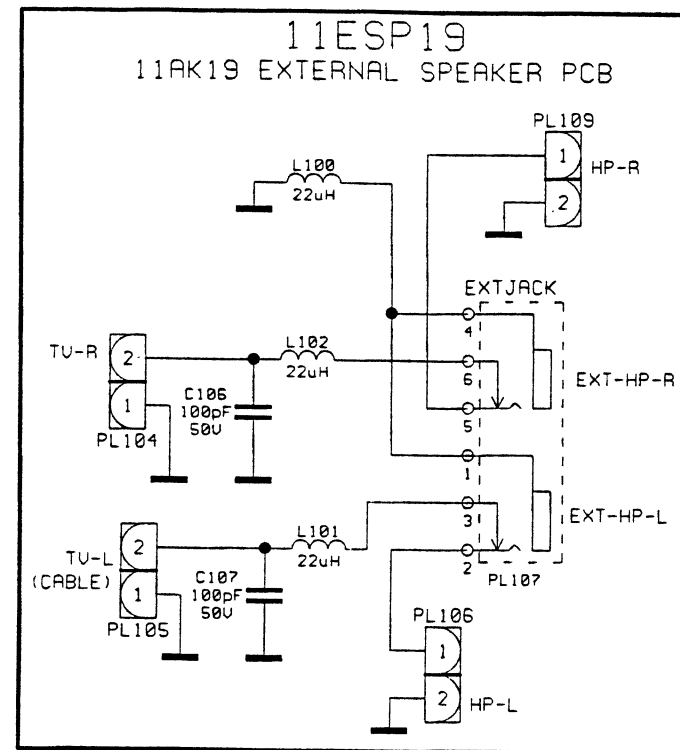 11ESP19
11AK19 EXTERNAL SPEAKER PCB
PL109
1
HP-R
2
L100
22uH
EXTJACK
4
TV-R
2
L102
22uH
6
EXT-HP-R
C106
100pF
50V
1
5
PL104
1
3
EXT-HP-L
TV-L
(CABLE)
2
L101
22uH
2
PL107
C107
100pF
50V
1
PL105
PL106
1
2
HP-L